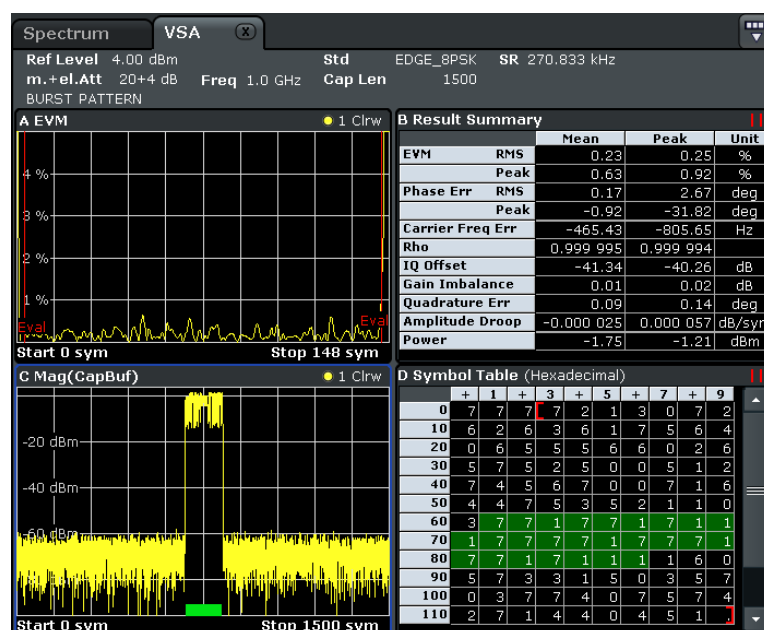 Spectrum VSA X
Ref Level 4.00 dBm Std EDGE_8PSK SR 270.833 kHz
m.+el.Att 20+4 dB Freq 1.0 GHz Cap Len 1500
BURST PATTERN
A EVM 1 Clrw
4 %
3 %
2 %
1 %
Eval Eval
Start 0 sym Stop 148 sym
B Result Summary
Mean Peak Unit
EVM RMS 0.23 0.25 %
Peak 0.63 0.92 %
Phase Err RMS 0.17 2.67 deg
Peak -0.92 -31.82 deg
Carrier Freq Err -465.43 -805.65 Hz
Rho 0.999 995 0.999 994
IQ Offset -41.34 -40.26 dB
Gain Imbalance 0.01 0.02 dB
Quadrature Err 0.09 0.14 deg
Amplitude Droop -0.000 025 0.000 057 dB/sym
Power -1.75 -1.21 dBm
C Mag(CapBuf) 1 Clrw
-20 dBm
-40 dBm
-60 dBm
Start 0 sym Stop 1500 sym
D Symbol Table (Hexadecimal)
+ 1 + 3 + 5 + 7 + 9
0 7 7 7 7 2 1 3 0 7 2
10 6 2 6 3 6 1 7 5 6 4
20 0 6 5 5 5 6 6 0 2 6
30 5 7 5 2 5 0 0 5 1 2
40 7 4 5 6 7 0 0 7 1 6
50 4 4 7 5 3 5 2 1 1 0
60 3 7 7 1 7 7 1 7 1 1
70 1 7 7 7 7 1 7 7 7 1
80 7 7 1 7 1 1 1 1 6 0
90 5 7 3 3 1 5 0 3 5 7
100 0 3 7 7 4 0 7 5 7 4
110 2 7 1 4 4 0 4 5 1